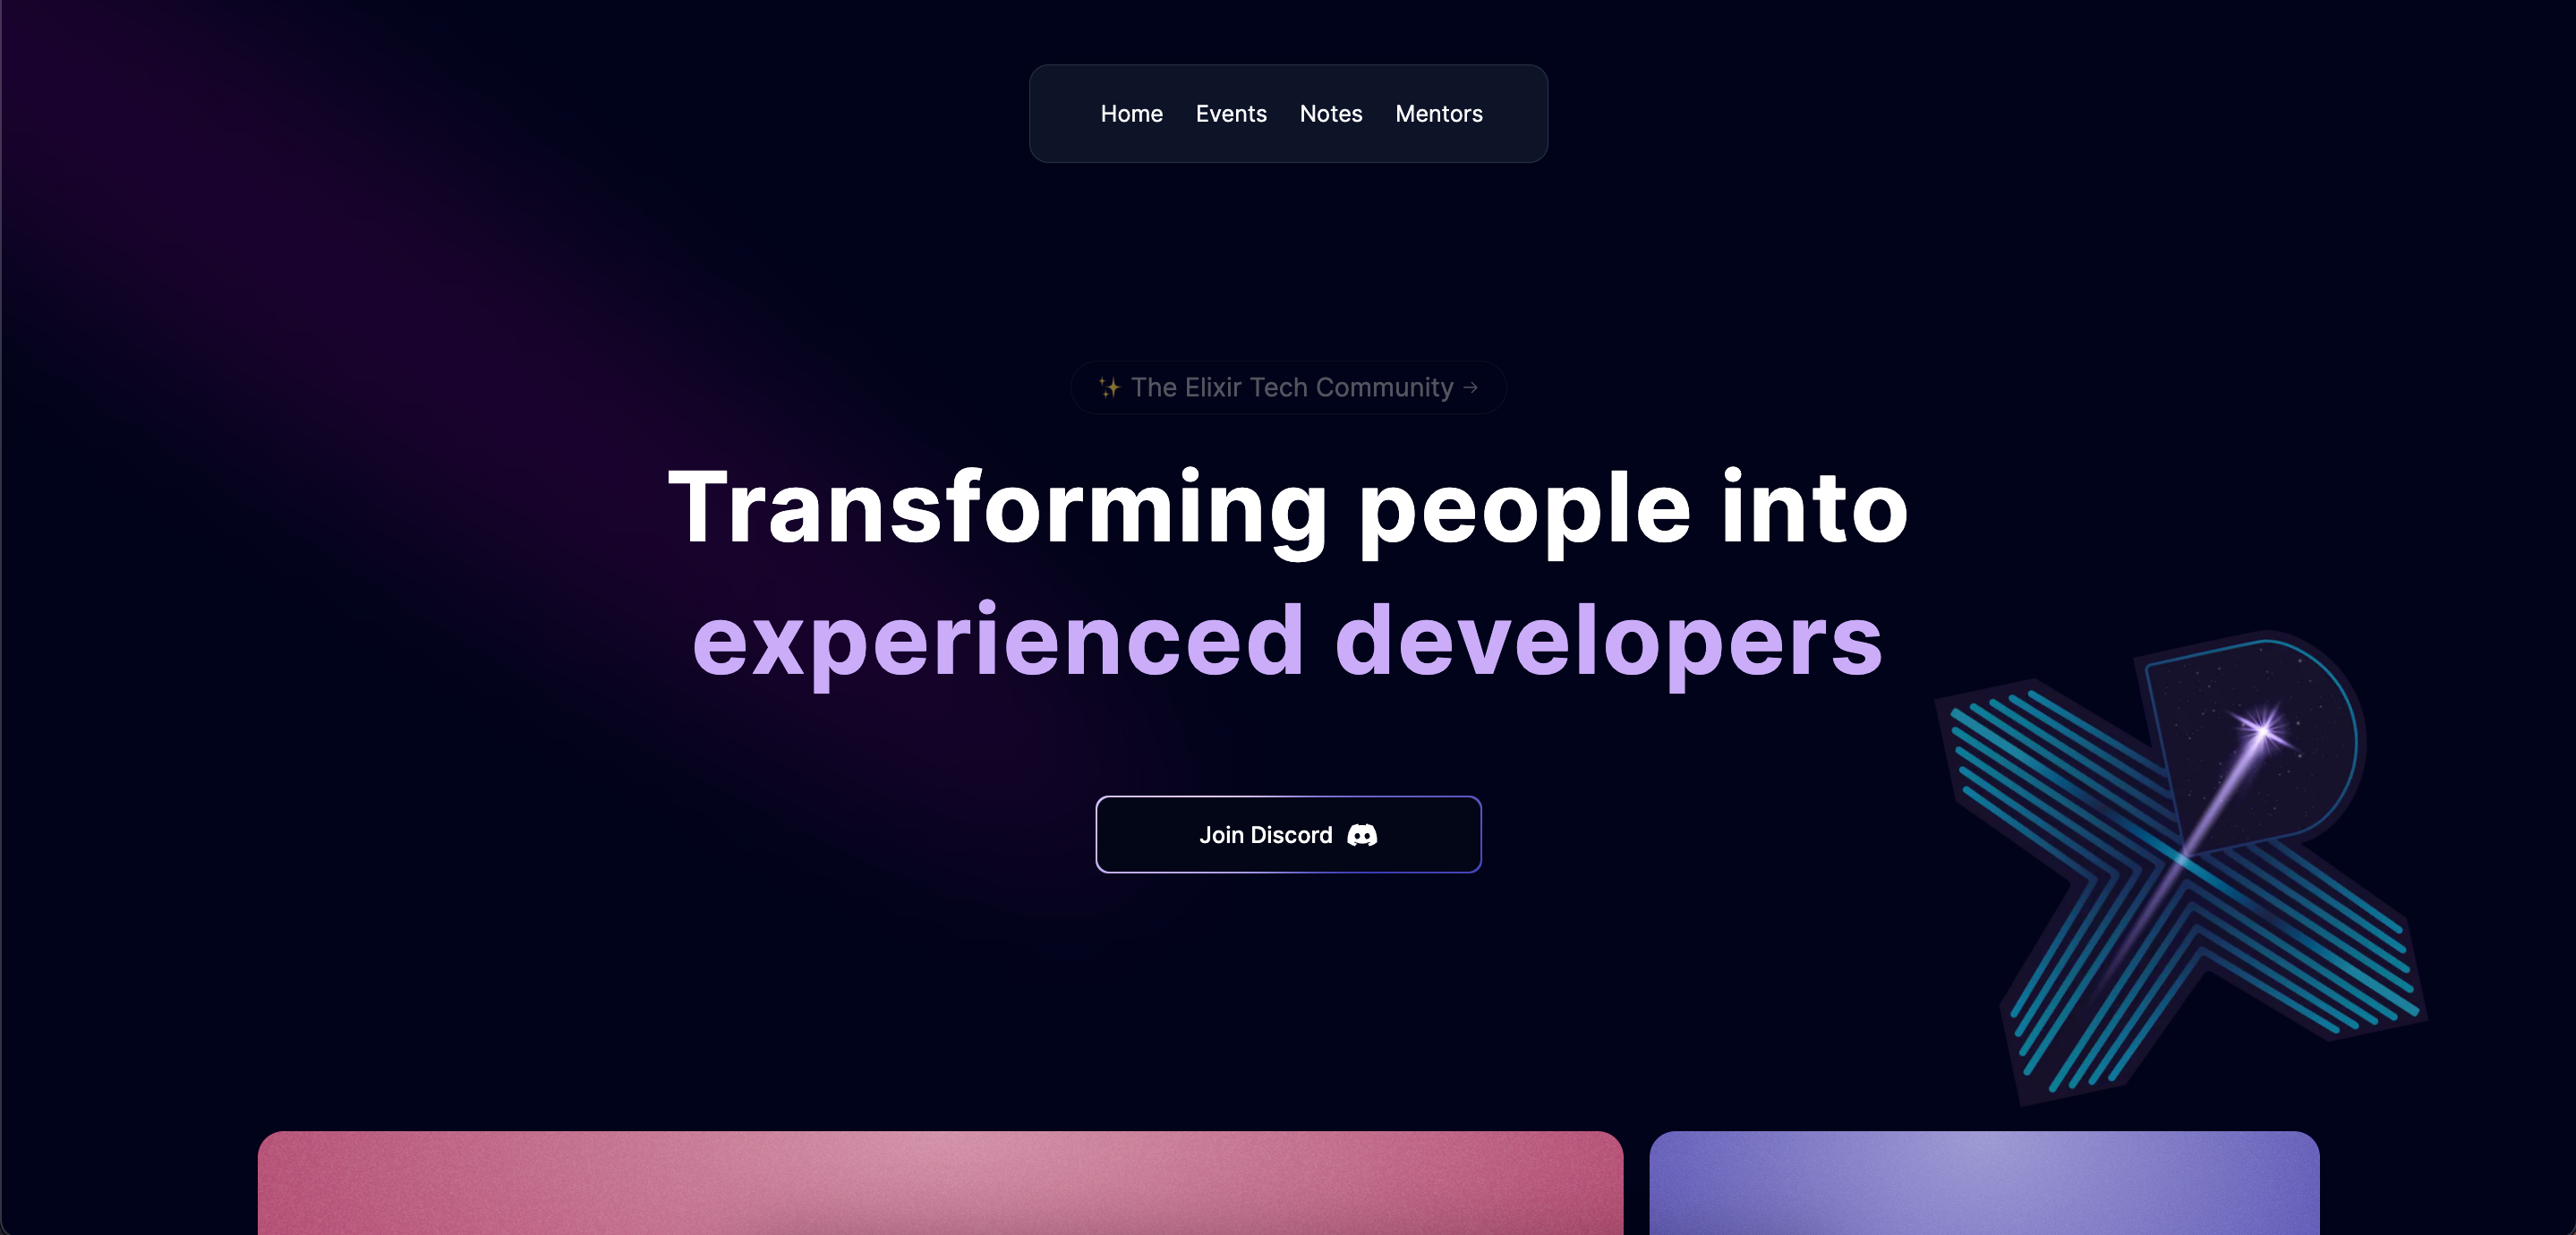 Home Events Notes Mentors
✨ The Elixir Tech Community →
Transforming people into
experienced developers
Join Discord